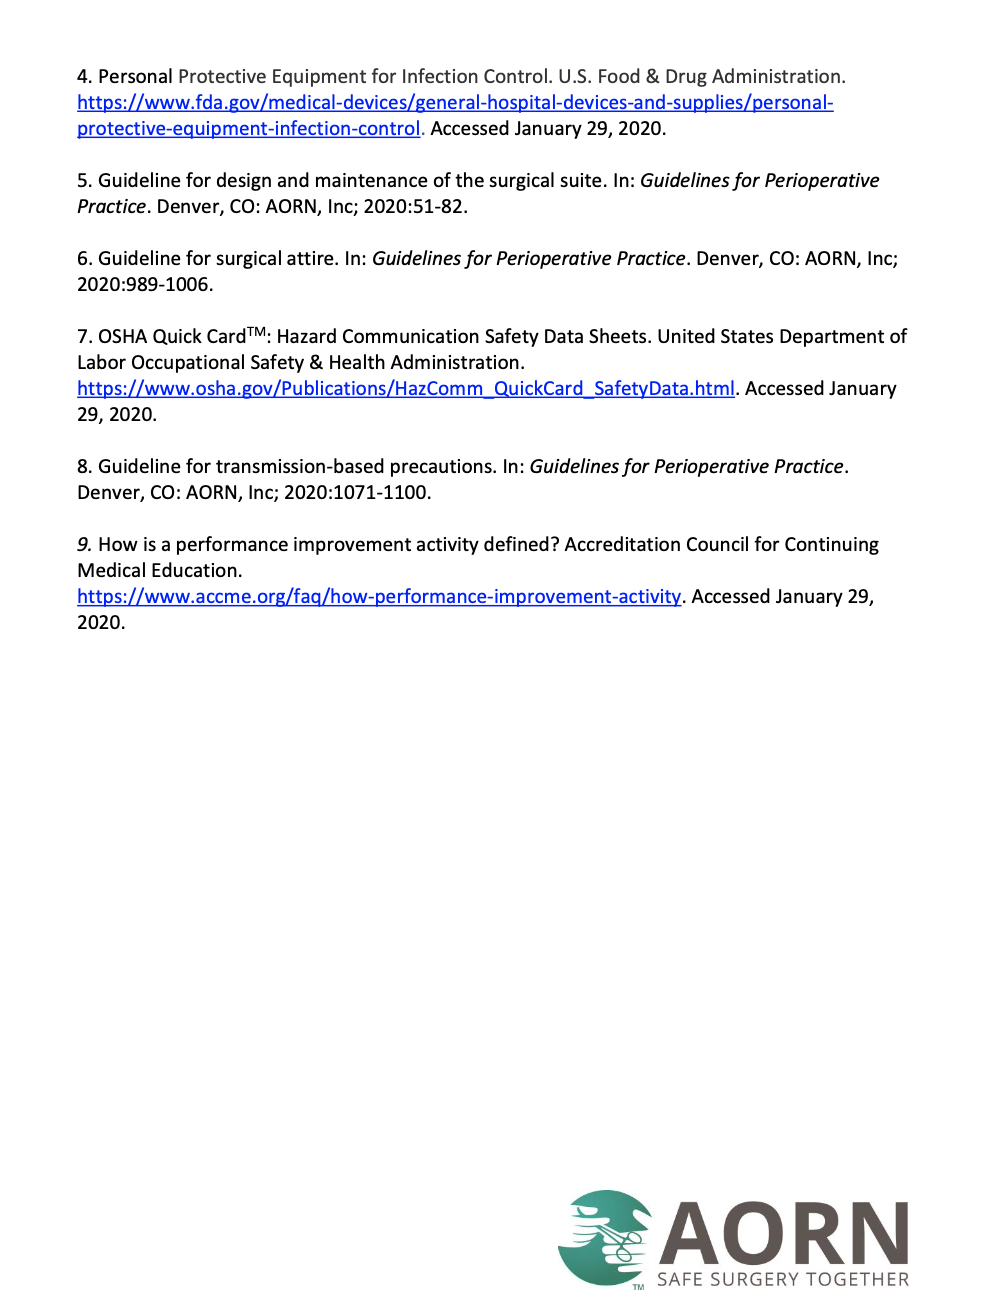 4. Personal Protective Equipment for Infection Control. U.S. Food & Drug Administration.
https://www.fda.gov/medical-devices/general-hospital-devices-and-supplies/personal-
protective-equipment-infection-control. Accessed January 29, 2020.
5. Guideline for design and maintenance of the surgical suite. In: Guidelines for Perioperative
Practice. Denver, CO: AORN, Inc; 2020:51-82.
6. Guideline for surgical attire. In: Guidelines for Perioperative Practice. Denver, CO: AORN, Inc;
2020:989-1006.
7. OSHA Quick Card™: Hazard Communication Safety Data Sheets. United States Department of
Labor Occupational Safety & Health Administration.
https://www.osha.gov/Publications/HazComm_QuickCard_SafetyData.html. Accessed January
29, 2020.
8. Guideline for transmission-based precautions. In: Guidelines for Perioperative Practice.
Denver, CO: AORN, Inc; 2020:1071-1100.
9. How is a performance improvement activity defined? Accreditation Council for Continuing
Medical Education.
https://www.accme.org/faq/how-performance-improvement-activity. Accessed January 29,
2020.
AORN
SAFE SURGERY TOGETHER
TM